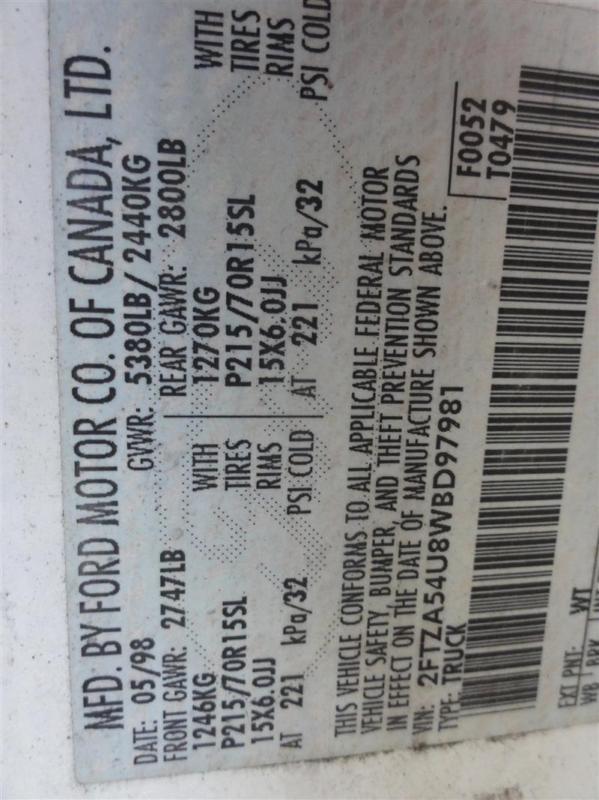 MFD. BY FORD MOTOR CO. OF CANADA, LTD.
DATE: 05/98 GVWR: 5380LB/2440KG
FRONT GAWR: 2747LB REAR GAWR: 2800LB
1246KG WITH 1270KG WITH
P215/70R15SL TIRES P215/70R15SL TIRES
15X6.0JJ RIMS 15X6.0JJ RIMS
AT 221 kPa/32 PSI COLD AT 221 kPa/32 PSI COLD
THIS VEHICLE CONFORMS TO ALL APPLICABLE FEDERAL MOTOR
VEHICLE SAFETY, BUMPER, AND THEFT PREVENTION STANDARDS
IN EFFECT ON THE DATE OF MANUFACTURE SHOWN ABOVE.
VIN: 2FTZA54U8WBD97981 F0052
TYPE: TRUCK T0479
EXT PNT: WT
WB BRK